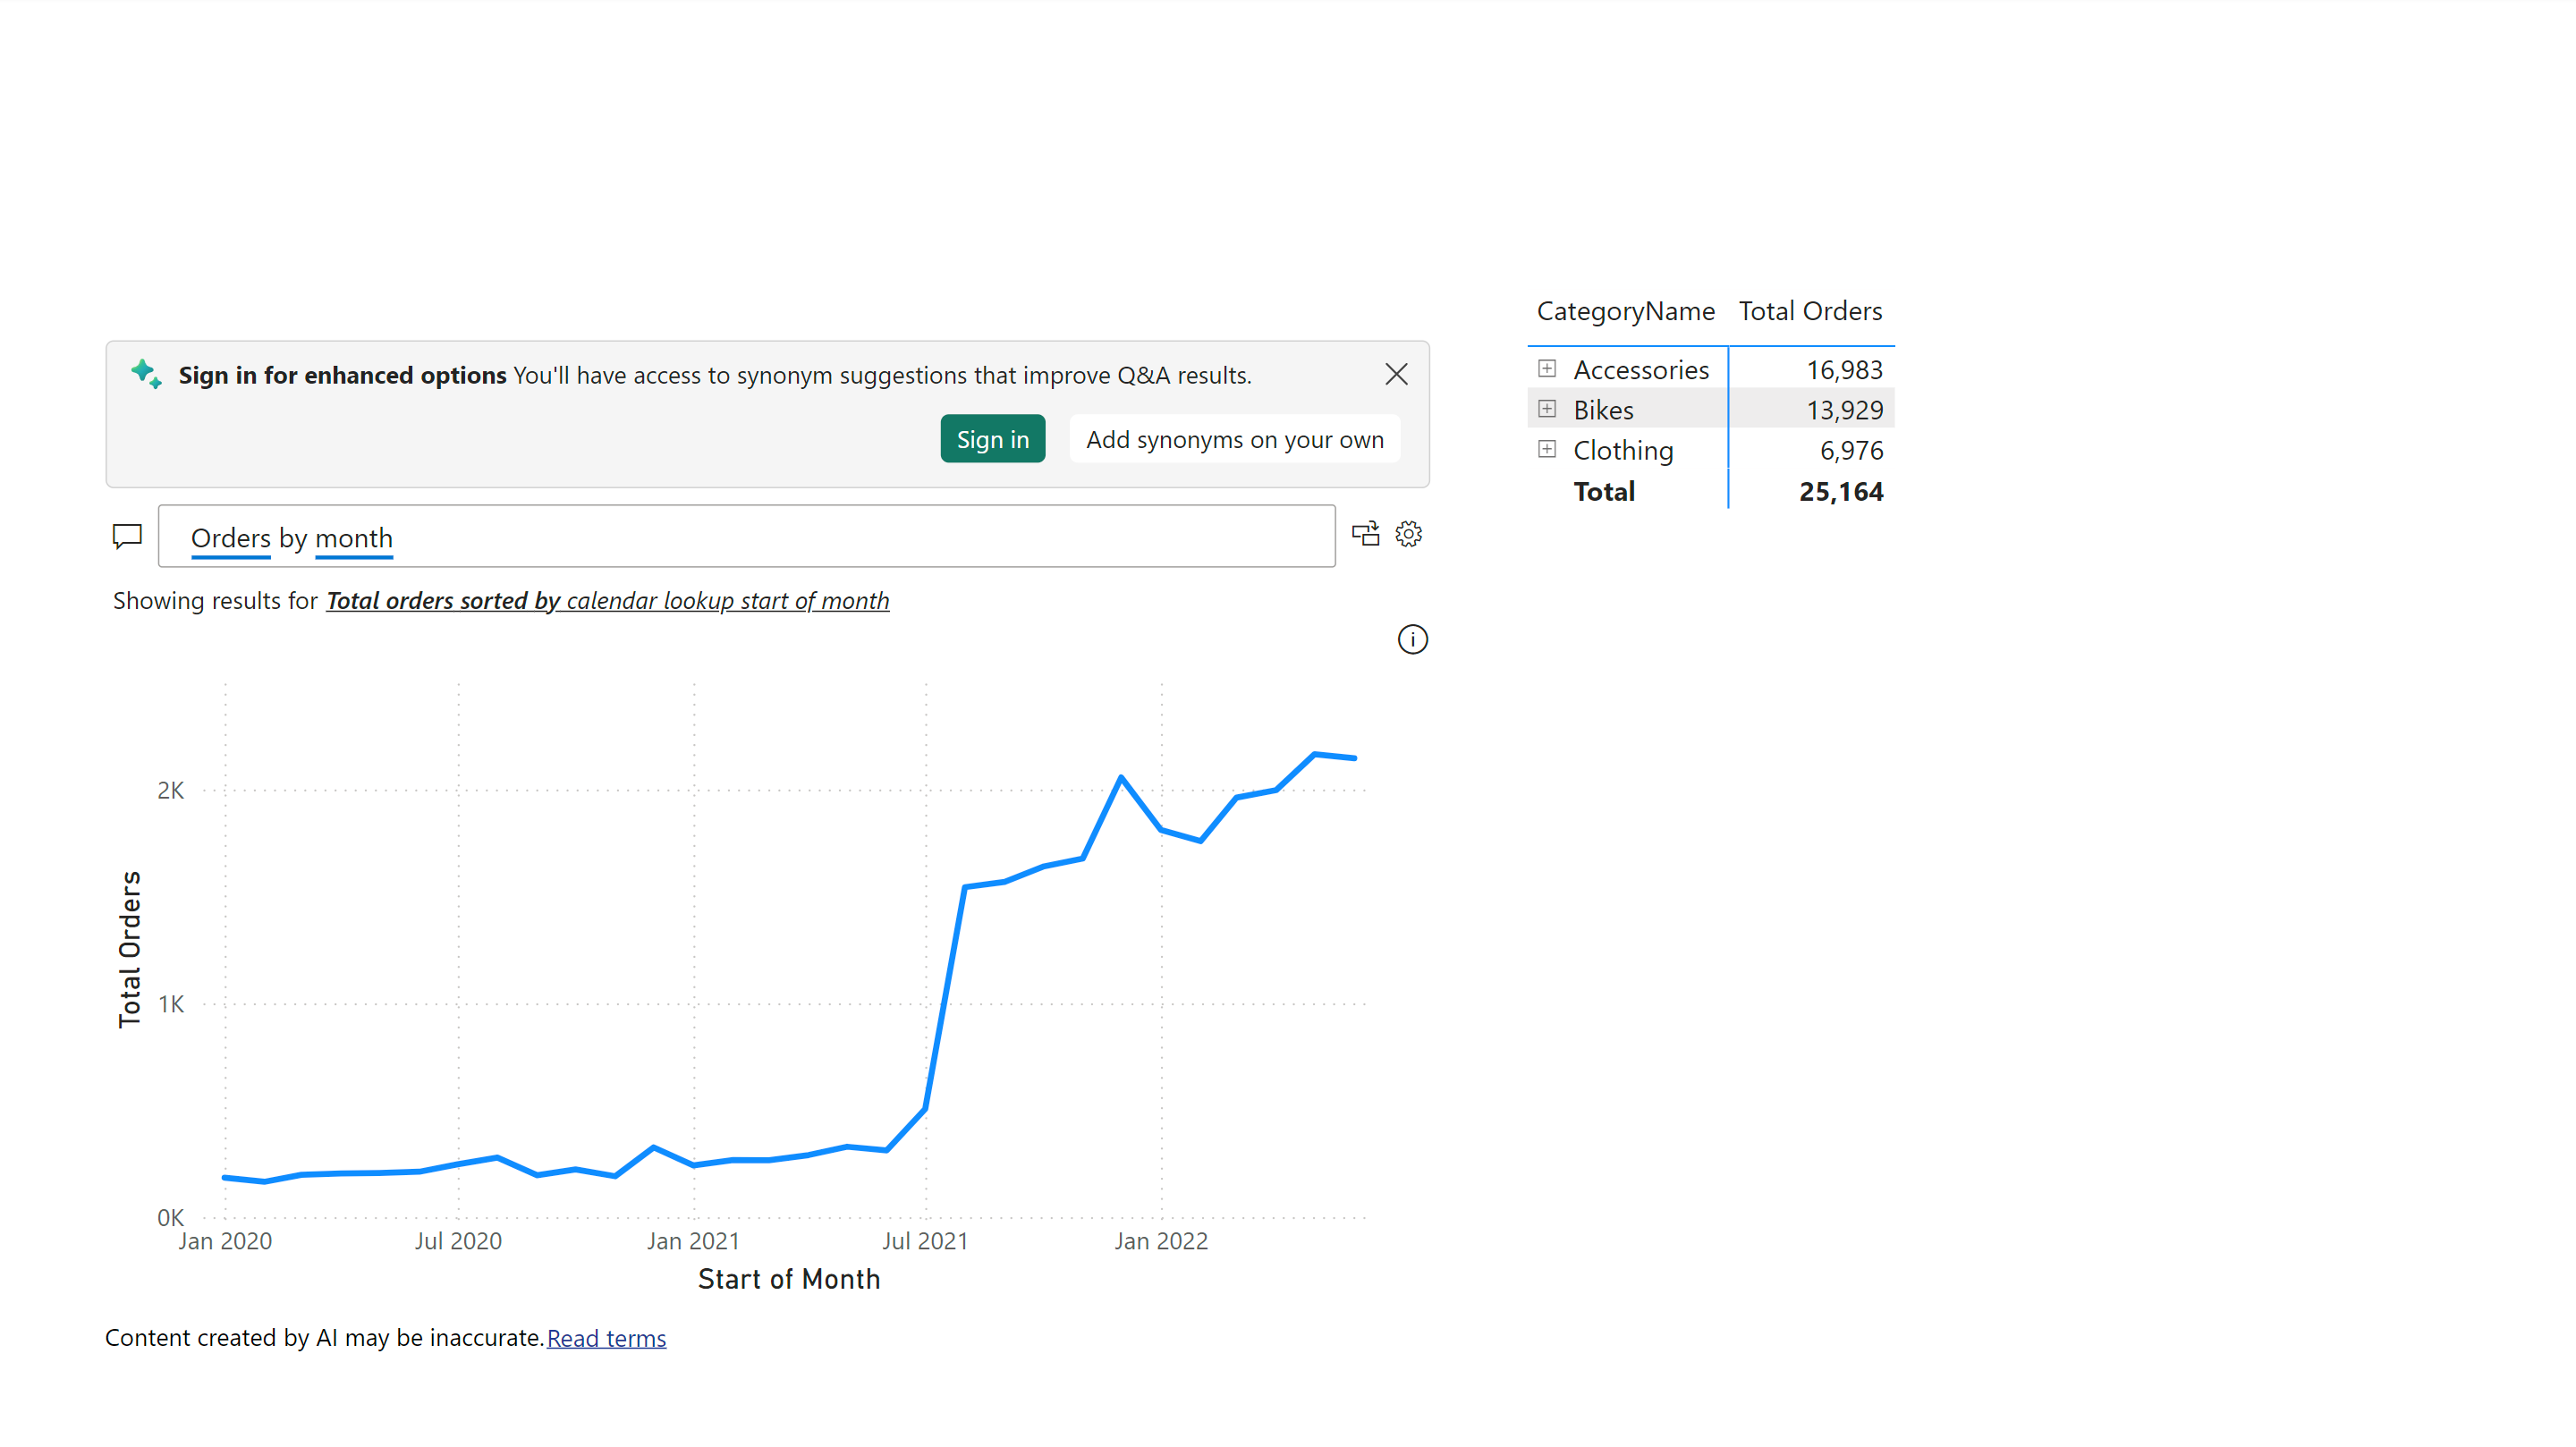 Sign in for enhanced options You'll have access to synonym suggestions that improve Q&A results.
Sign in
Add synonyms on your own
Orders by month
Showing results for Total orders sorted by calendar lookup start of month
Total Orders
2K
1K
0K
Jan 2020 Jul 2020 Jan 2021 Jul 2021 Jan 2022
Start of Month
Content created by AI may be inaccurate. Read terms
CategoryName Total Orders
Accessories 16,983
Bikes 13,929
Clothing 6,976
Total 25,164